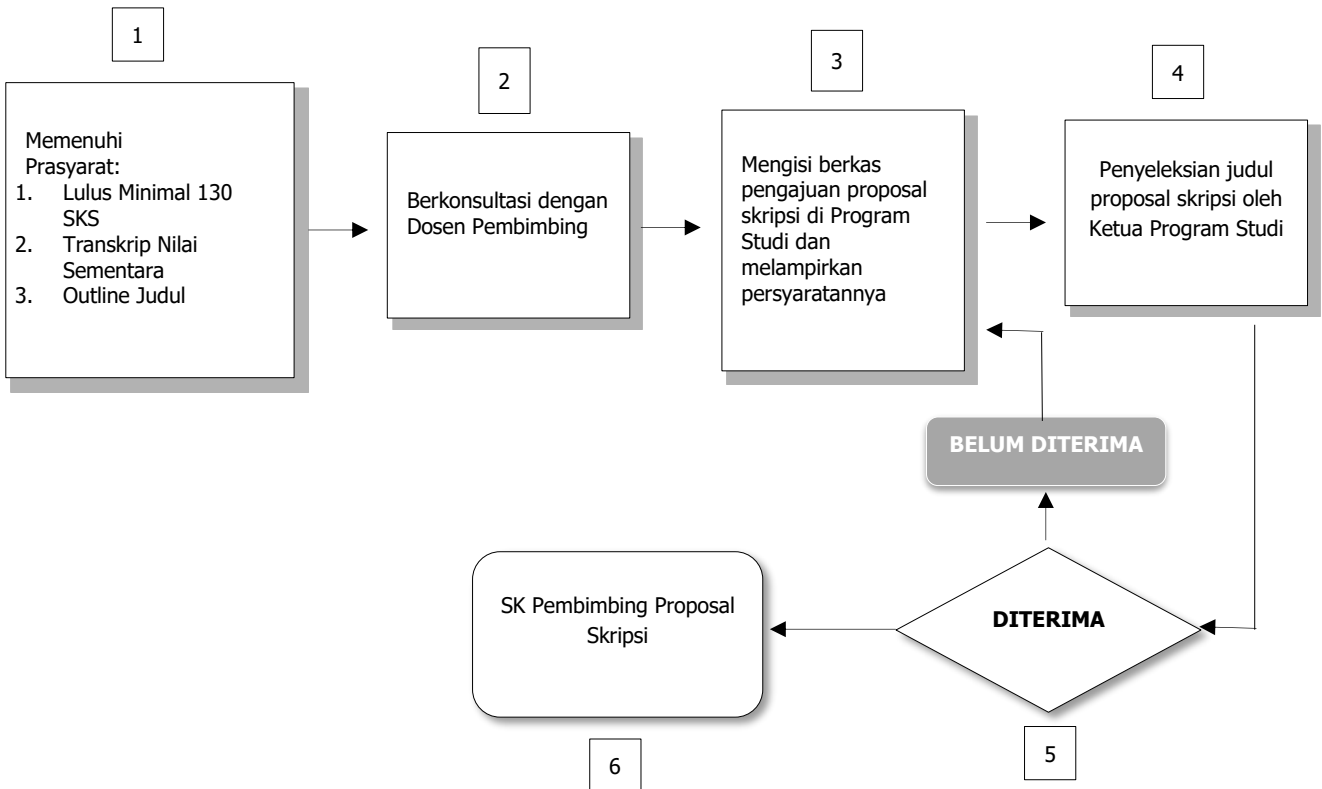 1
Memenuhi
Prasyarat:
1. Lulus Minimal 130
SKS
2. Transkrip Nilai
Sementara
3. Outline Judul
2
Berkonsultasi dengan
Dosen Pembimbing
3
Mengisi berkas
pengajuan proposal
skripsi di Program
Studi dan
melampirkan
persyaratannya
4
Penyeleksian judul
proposal skripsi oleh
Ketua Program Studi
BELUM DITERIMA
DITERIMA
5
SK Pembimbing Proposal
Skripsi
6